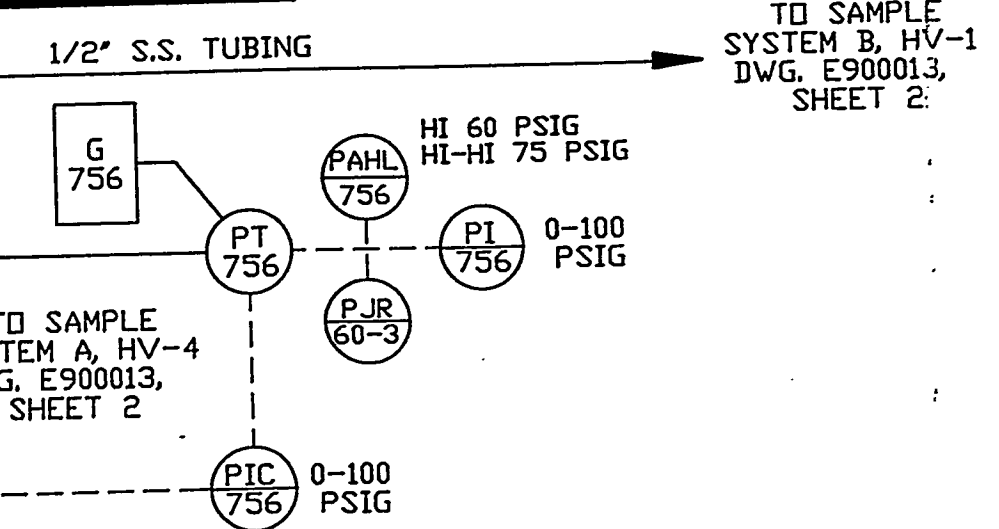 TO SAMPLE
SYSTEM B, HV-1
DWG. E900013,
SHEET 2
1/2" S.S. TUBING
G
756
PAHL
756
HI 60 PSIG
HI-HI 75 PSIG
PT
756
PI
756
0-100
PSIG
PJR
60-3
TO SAMPLE
TEM A, HV-4
G. E900013,
SHEET 2
PIC
756
0-100
PSIG